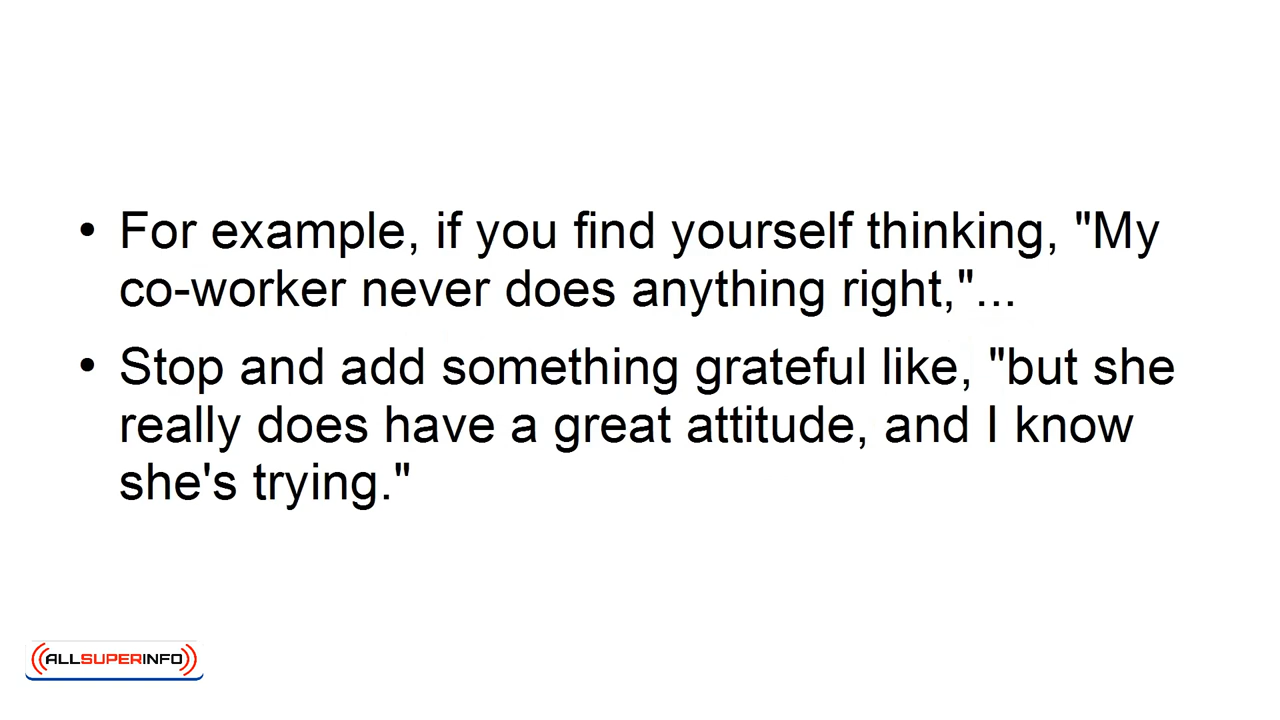 • For example, if you find yourself thinking, "My
co-worker never does anything right,"...
• Stop and add something grateful like, "but she
really does have a great attitude, and I know
she's trying."
ALLSUPERINFO